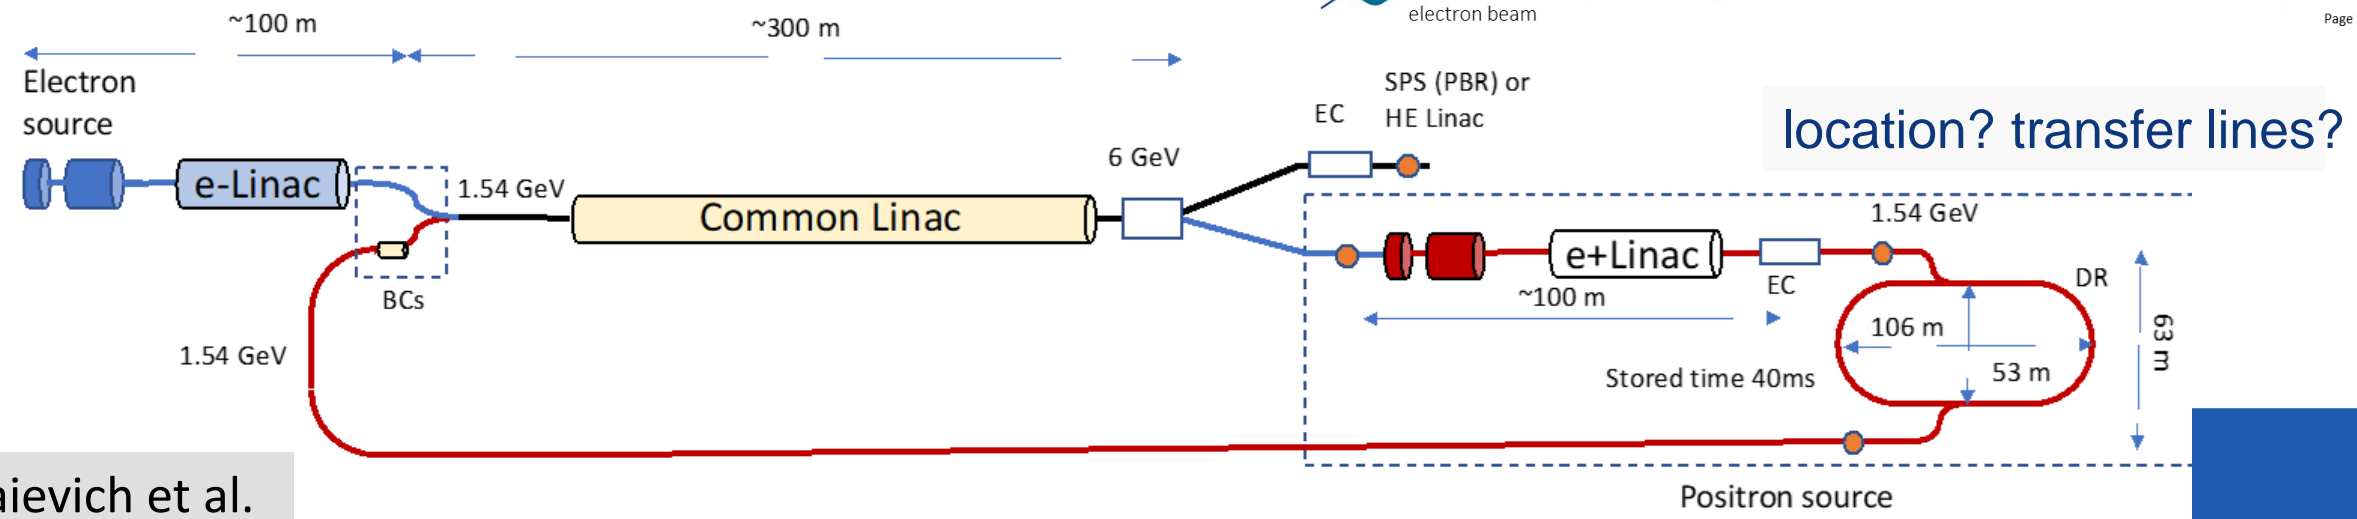 electron beam
Page
~100 m
~300 m
Electron
source
SPS (PBR) or
HE Linac
EC
location? transfer lines?
6 GeV
e-Linac
1.54 GeV
Common Linac
1.54 GeV
e+Linac
EC
DR
BCs
~100 m
106 m
63 m
1.54 GeV
53 m
Stored time 40ms
aievich et al.
Positron source